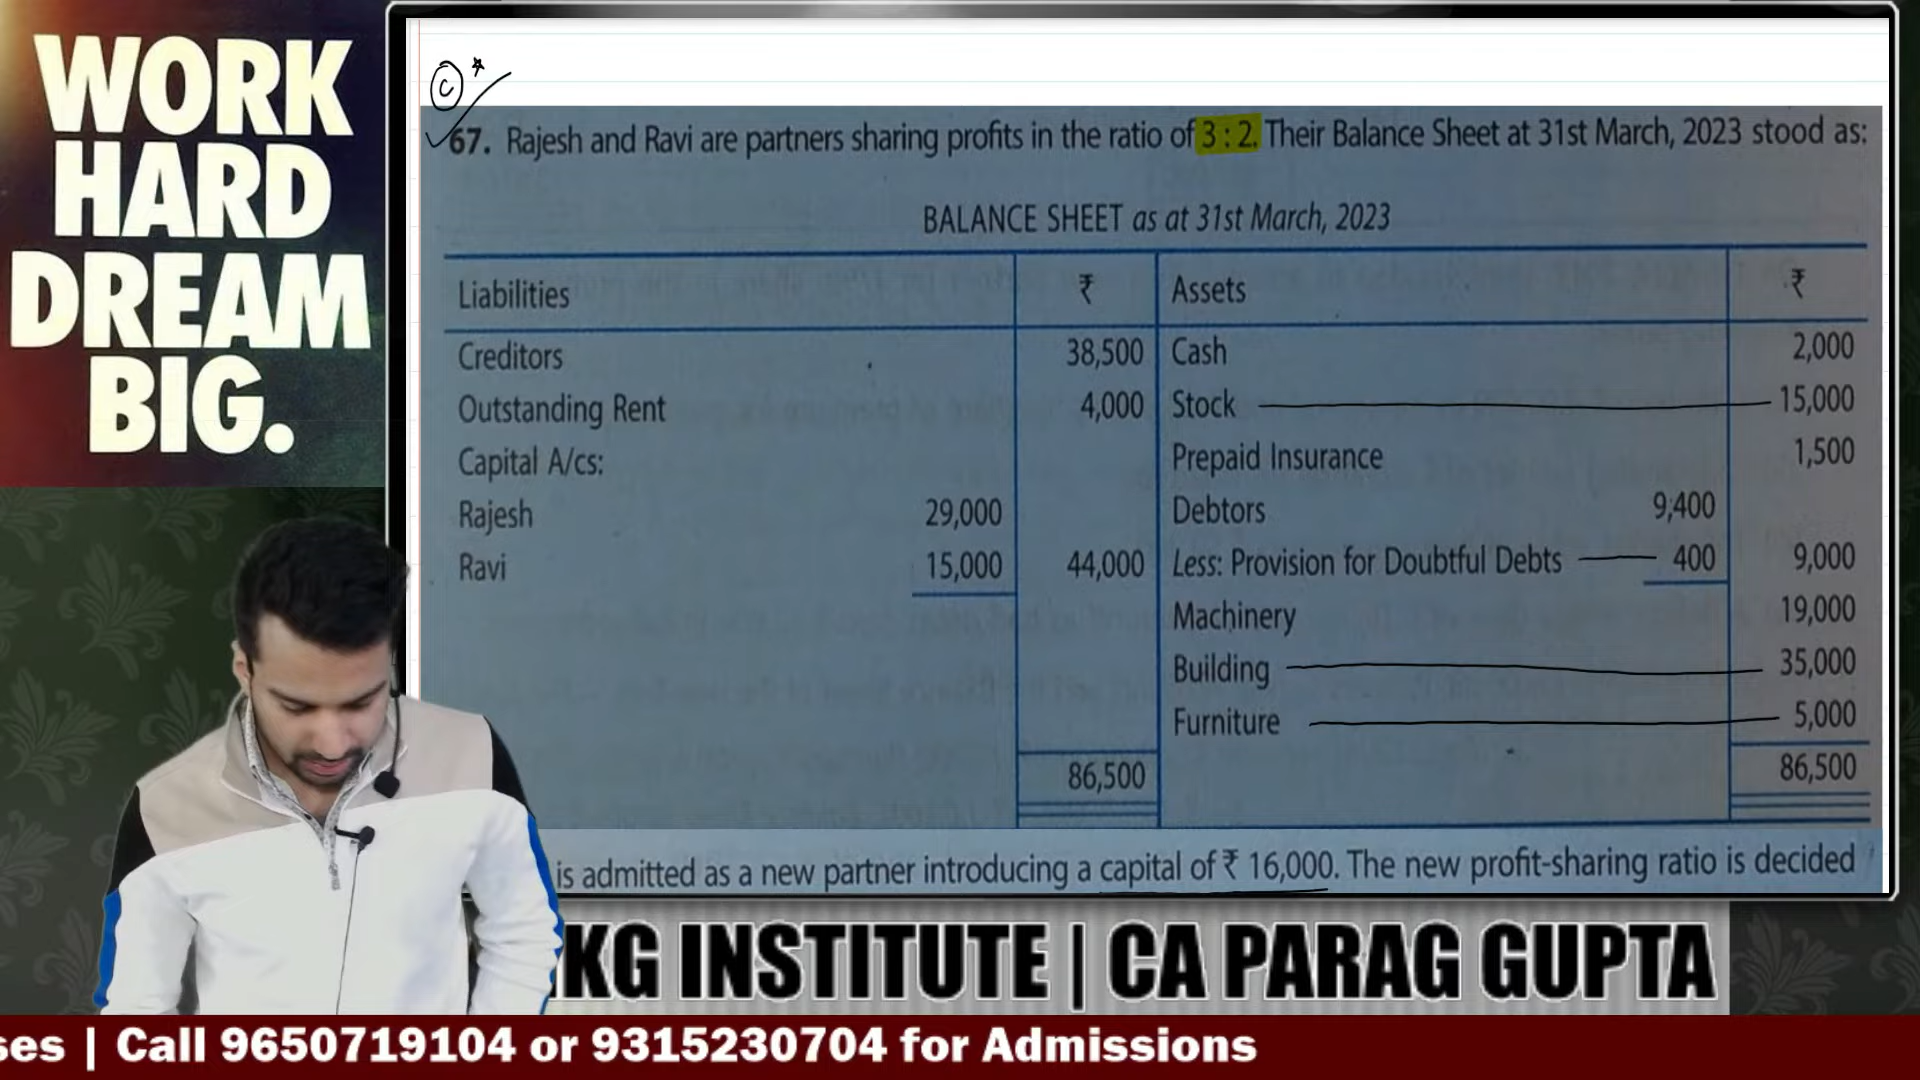 WORK
HARD
DREAM
BIG.
C
67. Rajesh and Ravi are partners sharing profits in the ratio of 3 : 2. Their Balance Sheet at 31st March, 2023 stood as:
BALANCE SHEET as at 31st March, 2023
Liabilities ₹ Assets ₹
Creditors 38,500 Cash 2,000
Outstanding Rent 4,000 Stock 15,000
Capital A/cs: Prepaid Insurance 1,500
Rajesh 29,000 Debtors 9,400
Ravi 15,000 44,000 Less: Provision for Doubtful Debts 400 9,000
Machinery 19,000
Building 35,000
Furniture 5,000
86,500 86,500
is admitted as a new partner introducing a capital of ₹ 16,000. The new profit-sharing ratio is decided
KG INSTITUTE | CA PARAG GUPTA
ses | Call 9650719104 or 9315230704 for Admissions